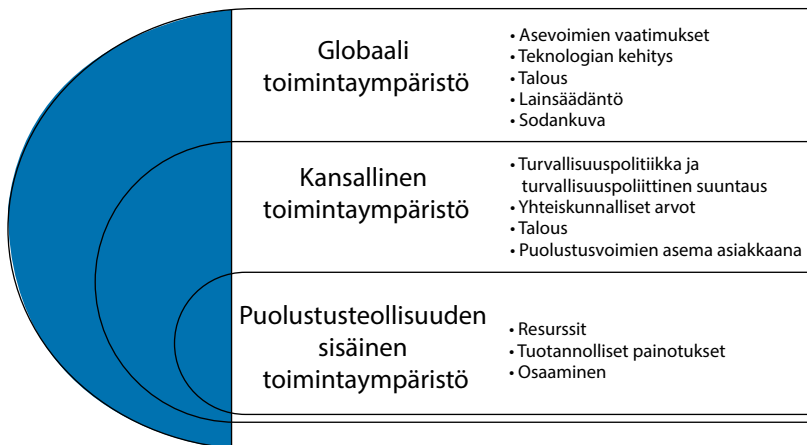 Globaali
toimintaympäristö
• Asevoimien vaatimukset
• Teknologian kehitys
• Talous
• Lainsäädäntö
• Sodankuva
Kansallinen
toimintaympäristö
• Turvallisuuspolitiikka ja
turvallisuuspoliittinen suuntaus
• Yhteiskunnalliset arvot
• Talous
• Puolustusvoimien asema asiakkaana
Puolustusteollisuuden
sisäinen
toimintaympäristö
• Resurssit
• Tuotannolliset painotukset
• Osaaminen